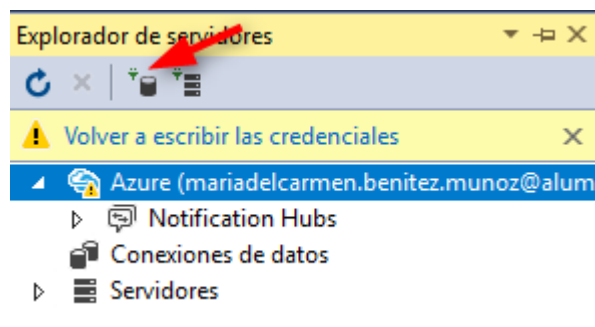 Explorador de servidores
Volver a escribir las credenciales
Azure (mariadelcarmen.benitez.munoz@alum
Notification Hubs
Conexiones de datos
Servidores